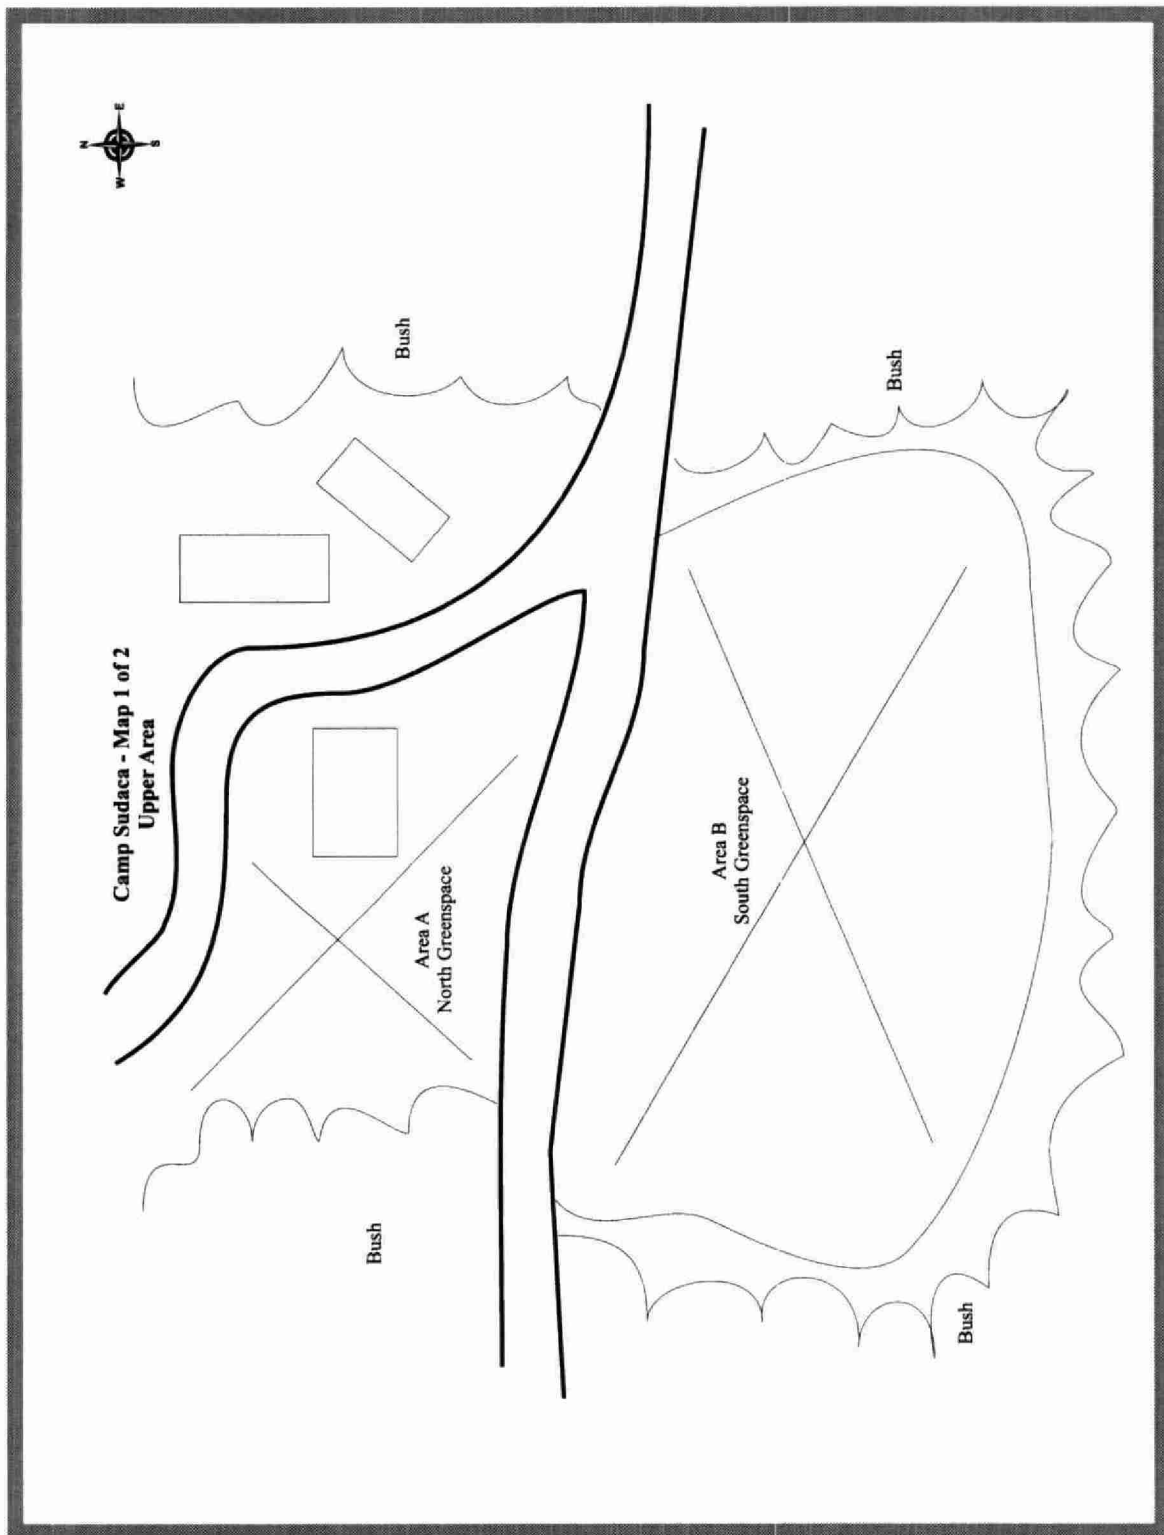 Camp Sudaca - Map 1 of 2
Upper Area
N
W
E
S
Bush
Area A
North Greenspace
Bush
Area B
South Greenspace
Bush
Bush